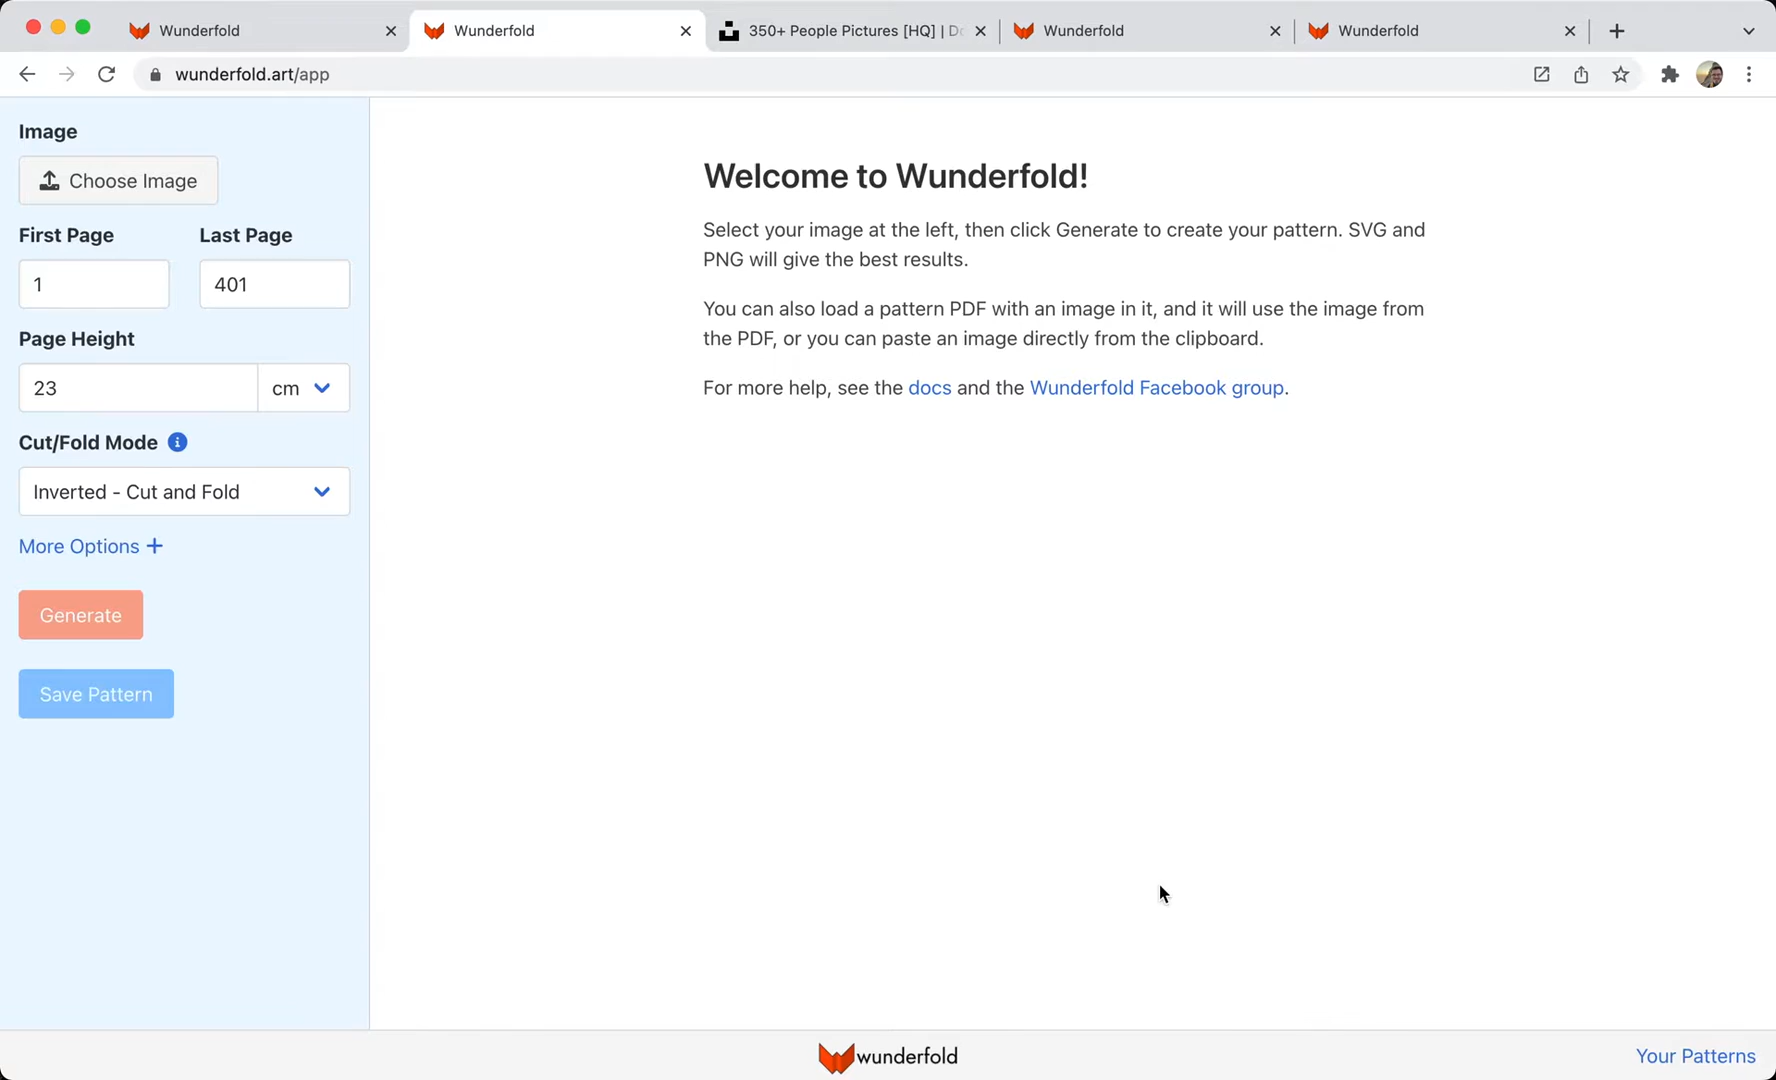 Wunderfold
Wunderfold
350+ People Pictures [HQ] |
Wunderfold
Wunderfold
wunderfold.art/app
Image
Choose Image
First Page
Last Page
1
401
Page Height
23
cm
Cut/Fold Mode
Inverted - Cut and Fold
More Options +
Generate
Save Pattern
Welcome to Wunderfold!
Select your image at the left, then click Generate to create your pattern. SVG and
PNG will give the best results.
You can also load a pattern PDF with an image in it, and it will use the image from
the PDF, or you can paste an image directly from the clipboard.
For more help, see the docs and the Wunderfold Facebook group.
wunderfold
Your Patterns